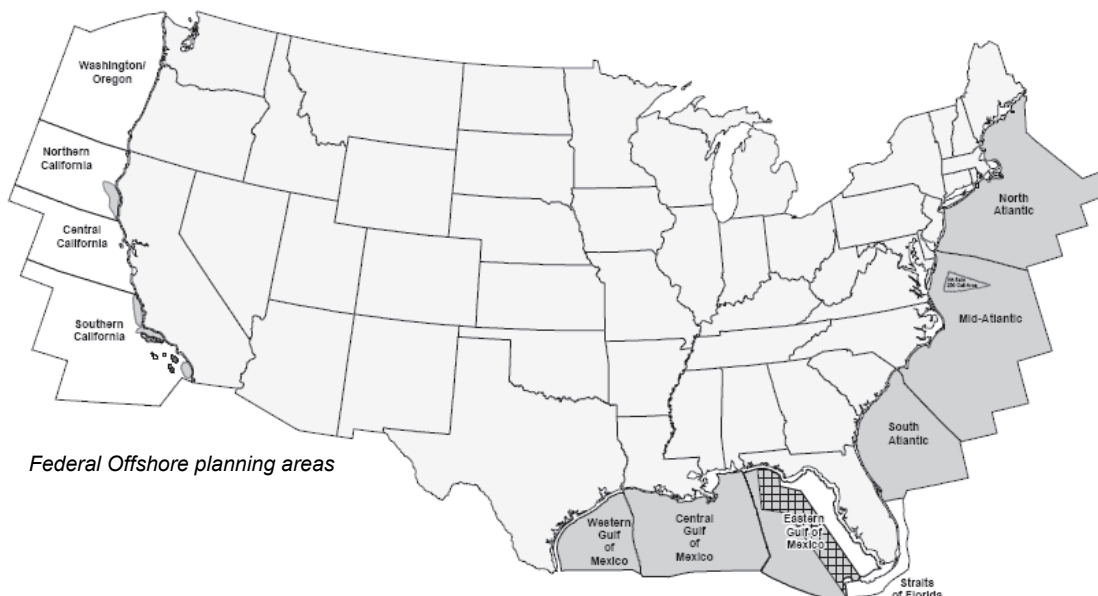 Washington/
Oregon
Northern
California
Central
California
Southern
California
Federal Offshore planning areas
North
Atlantic
Mid-Atlantic
South
Atlantic
Western
Gulf
of
Mexico
Central
Gulf
of
Mexico
Eastern
Gulf
of Mexico
Straits
of Florida